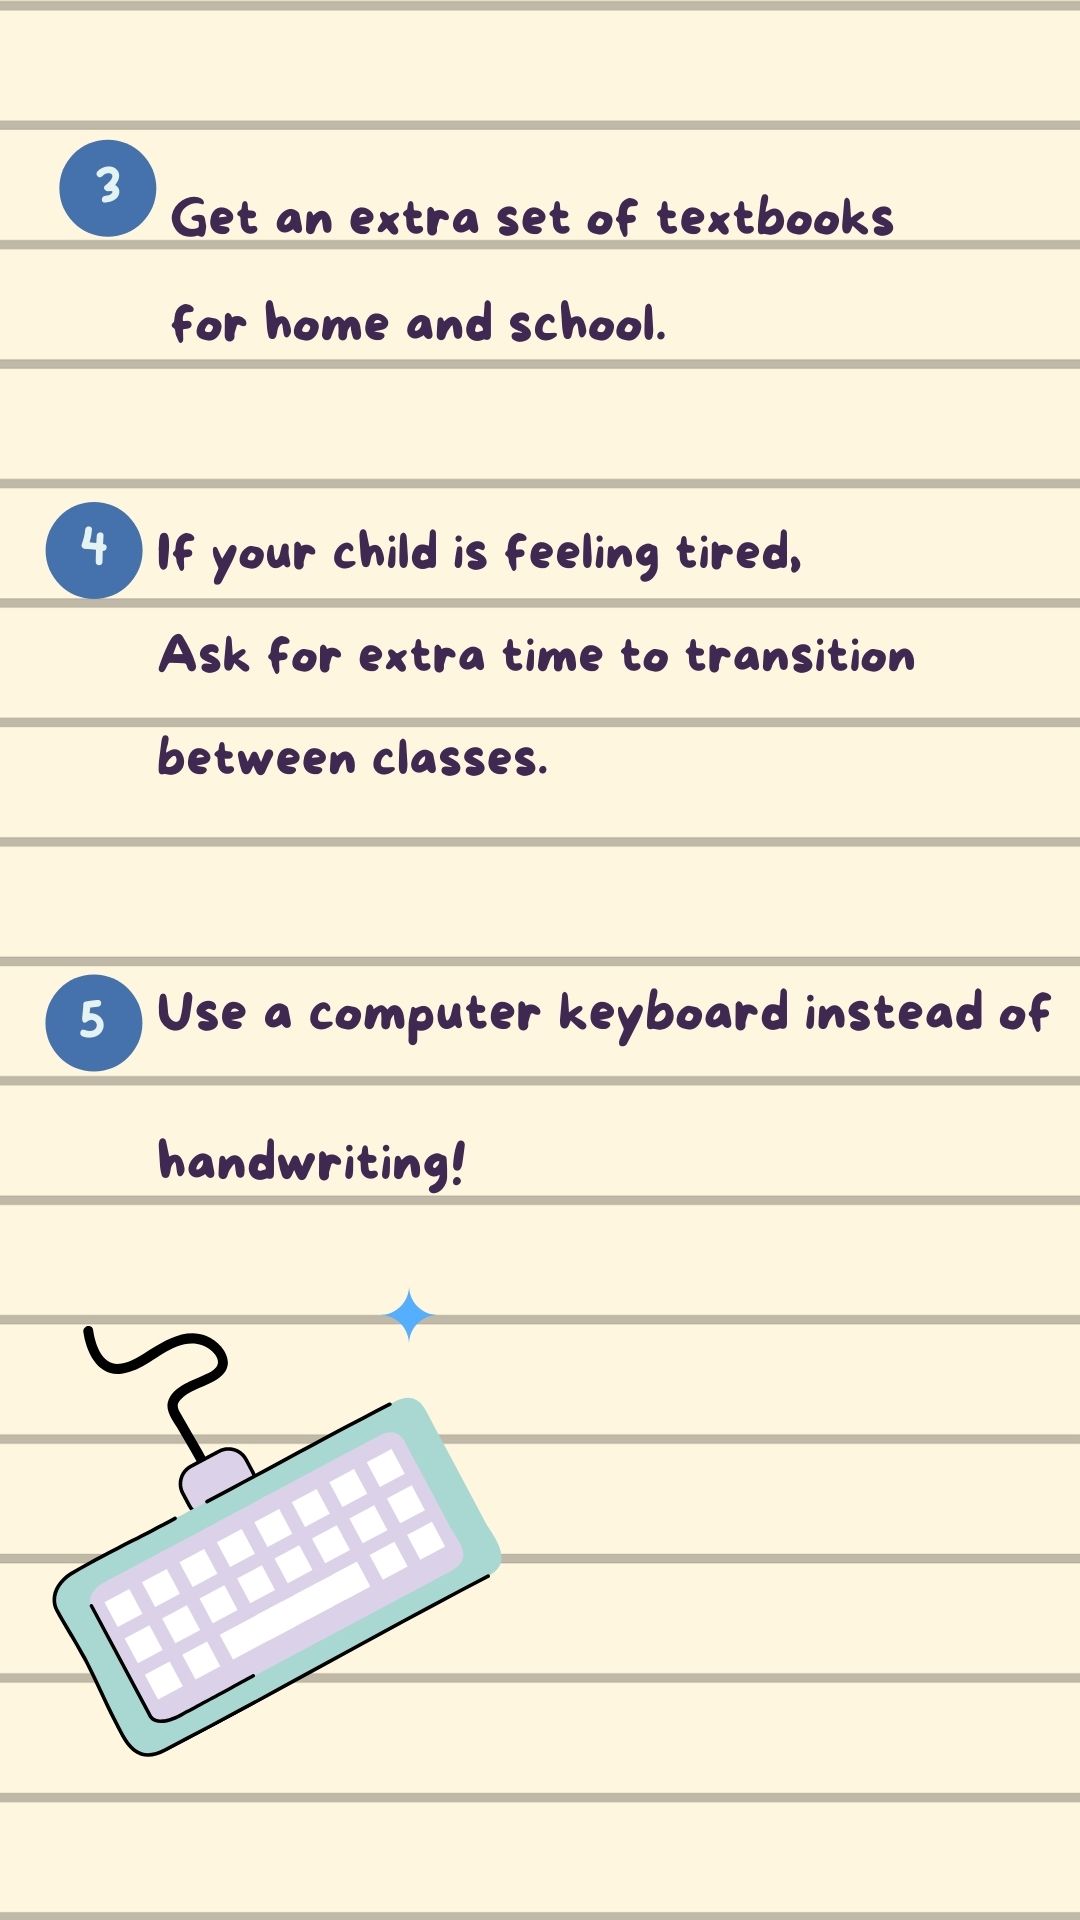 3
Get an extra set of textbooks
for home and school.
4
If your child is feeling tired,
Ask for extra time to transition
between classes.
5
Use a computer keyboard instead of
handwriting!